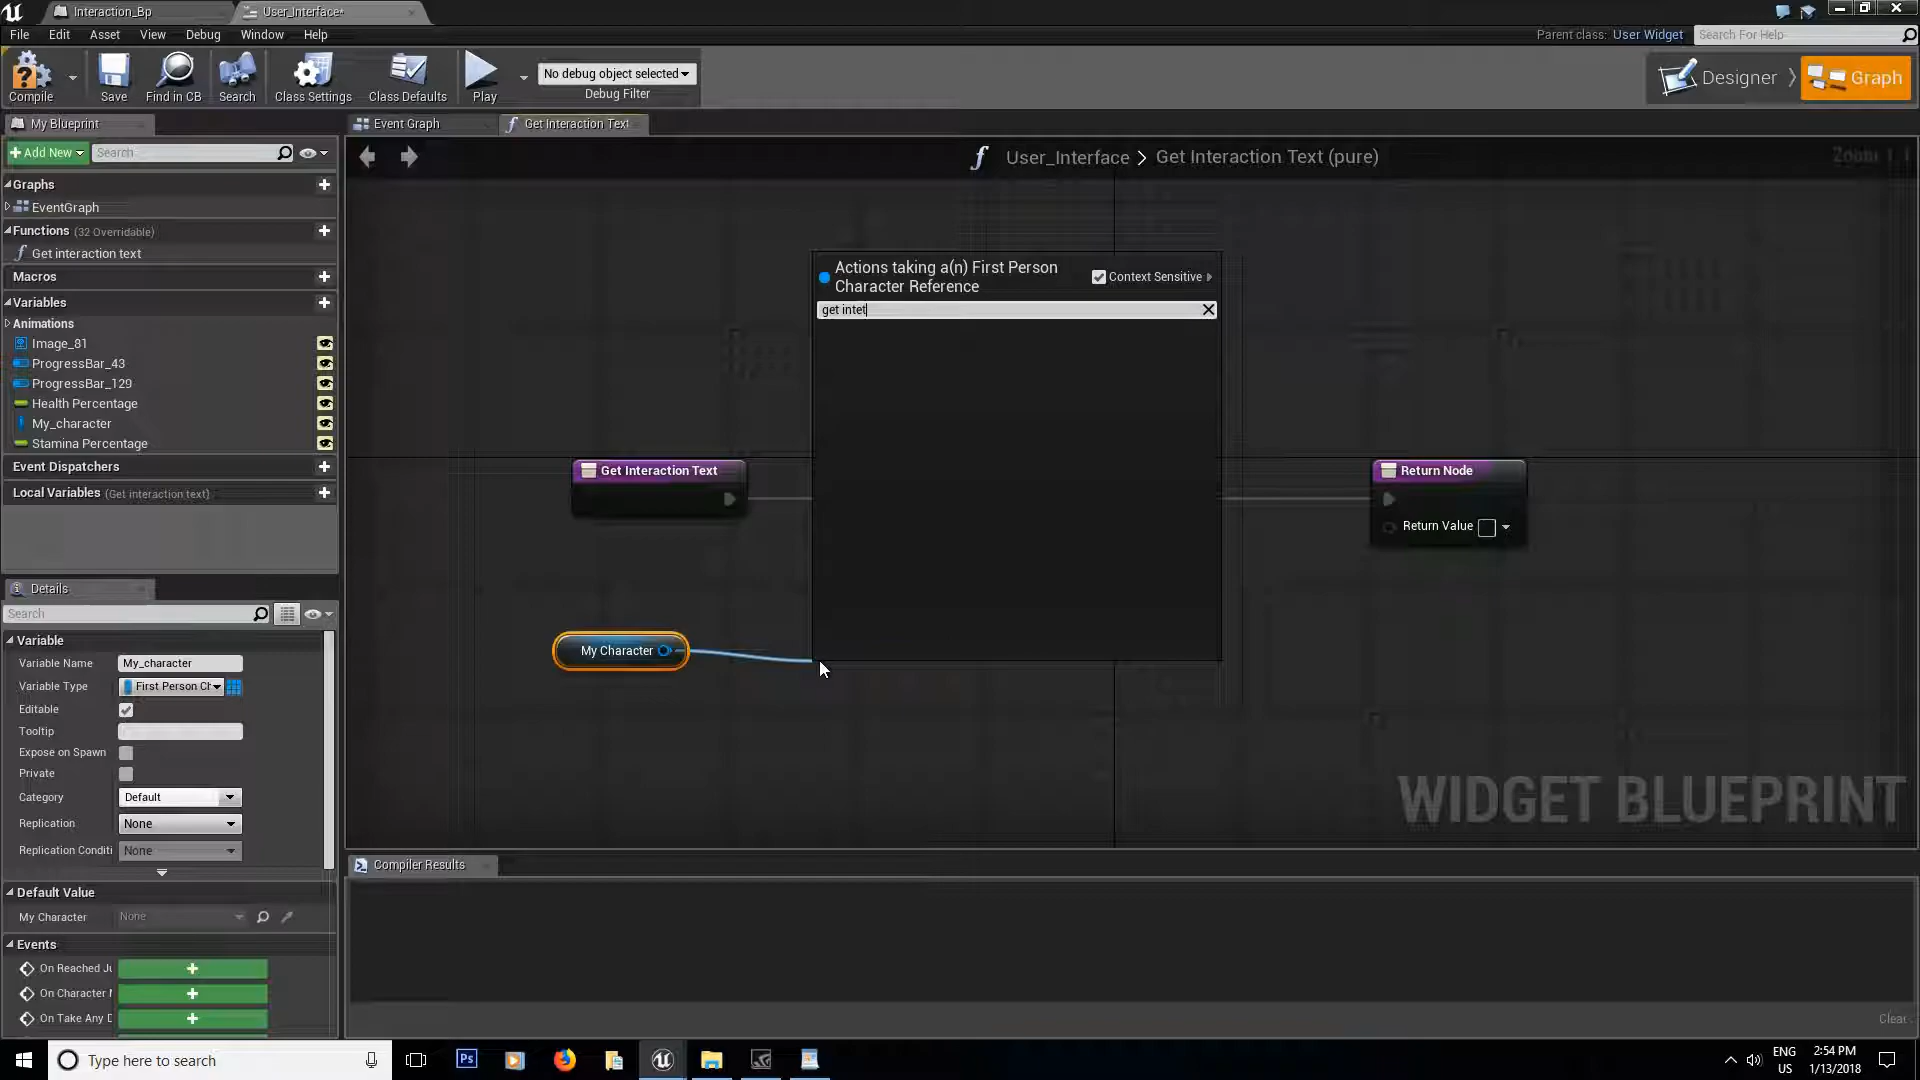 Interaction_Bp
User_Interface*
File Edit Asset View Debug Window Help
Parent class: User Widget
Search For Help
Compile
Save
Find in CB
Search
Class Settings
Class Defaults
Play
No debug object selected
Debug Filter
Designer
Graph
My Blueprint
Event Graph
Get Interaction Text
+ Add New
Search
User_Interface > Get Interaction Text (pure)
Graphs
EventGraph
Functions (32 Overridable)
Get interaction text
Macros
Variables
Animations
Image_81
ProgressBar_43
ProgressBar_129
Health Percentage
My_character
Stamina Percentage
Event Dispatchers
Local Variables (Get interaction text)
Actions taking a(n) First Person
Character Reference
Context Sensitive
get intet
Get Interaction Text
Return Node
Return Value
My Character
WIDGET BLUEPRINT
Details
Search
Variable
Variable Name My_character
Variable Type First Person Ch
Editable
Tooltip
Expose on Spawn
Private
Category Default
Replication None
Replication Conditi None
Default Value
My Character None
Events
On Reached Ju
On Character M
On Take Any D
Compiler Results
Clear
Type here to search
Ps
ENG
US
2:54 PM
1/13/2018